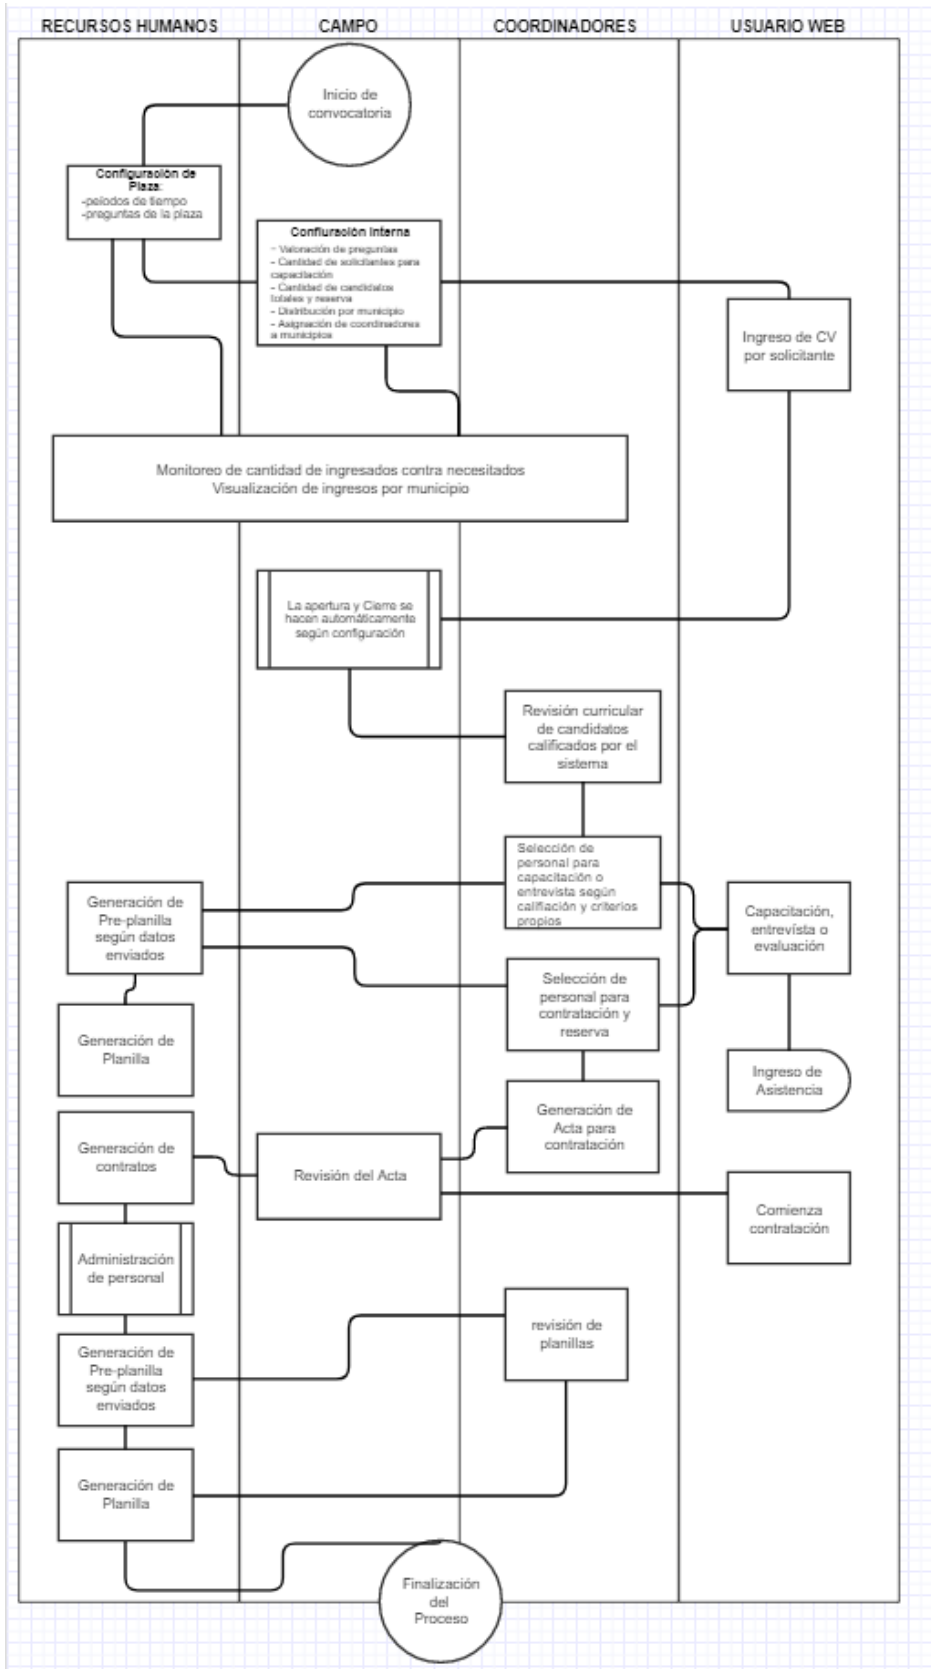 RECURSOS HUMANOS
CAMPO
COORDINADORES
USUARIO WEB
Inicio de
convocatoria
Configuración de
Plaza:
-peiodos de tiempo
-preguntas de la plaza
Confiuración Interna
- Valoración de preguntas
- Cantidad de solicitantes para
capacitación
- Cantidad de candidatos
totales y reserva
- Distribución por municipio
- Asignación de coordinadores
a municipios
Ingreso de CV
por solicitante
Monitoreo de cantidad de ingresados contra necesitados
Visualización de ingresos por municipio
La apertura y Cierre se
hacen automáticamente
según configuración
Revisión curricular
de candidatos
calificados por el
sistema
Selección de
personal para
capacitación o
entrevista según
califiación y criterios
propios
Generación de
Pre-planilla
según datos
enviados
Capacitación,
entrevista o
evaluación
Selección de
personal para
contratación y
reserva
Generación de
Planilla
Ingreso de
Asistencia
Generación de
Acta para
contratación
Generación de
contratos
Revisión del Acta
Comienza
contratación
Administración
de personal
revisión de
planillas
Generación de
Pre-planilla
según datos
enviados
Generación de
Planilla
Finalización
del
Proceso